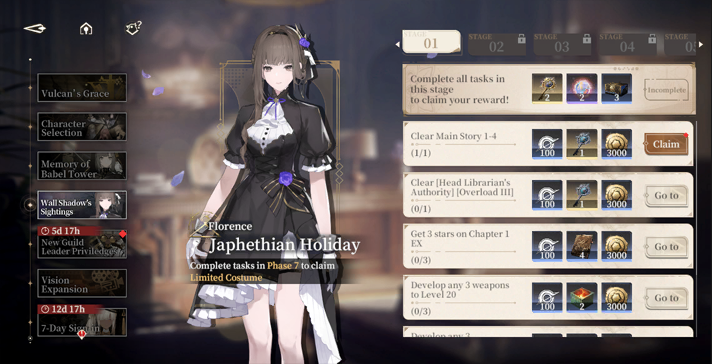 Vulcan's Grace
Character
Selection
Memory of
Babel Tower
Wall Shadow's
Sightings
5d 17h
New Guild
Leader Priviledges
Vision
Expansion
12d 17h
7-Day Signin
Florence
Japhethian Holiday
Complete tasks in Phase 7 to claim
Limited Costume
STAGE
01
STAGE
02
STAGE
03
STAGE
04
STAGE
Complete all tasks in
this stage
to claim your reward!
2
2
3
Incomplete
Clear Main Story 1-4
(1/1)
100
1
3000
Claim
Clear [Head Librarian's
Authority] [Overload III]
(0/1)
100
1
3000
Go to
Get 3 stars on Chapter 1
EX
(0/3)
100
4
3000
Go to
Develop any 3 weapons
to Level 20
(0/3)
100
2
3000
Go to
Develop any 3